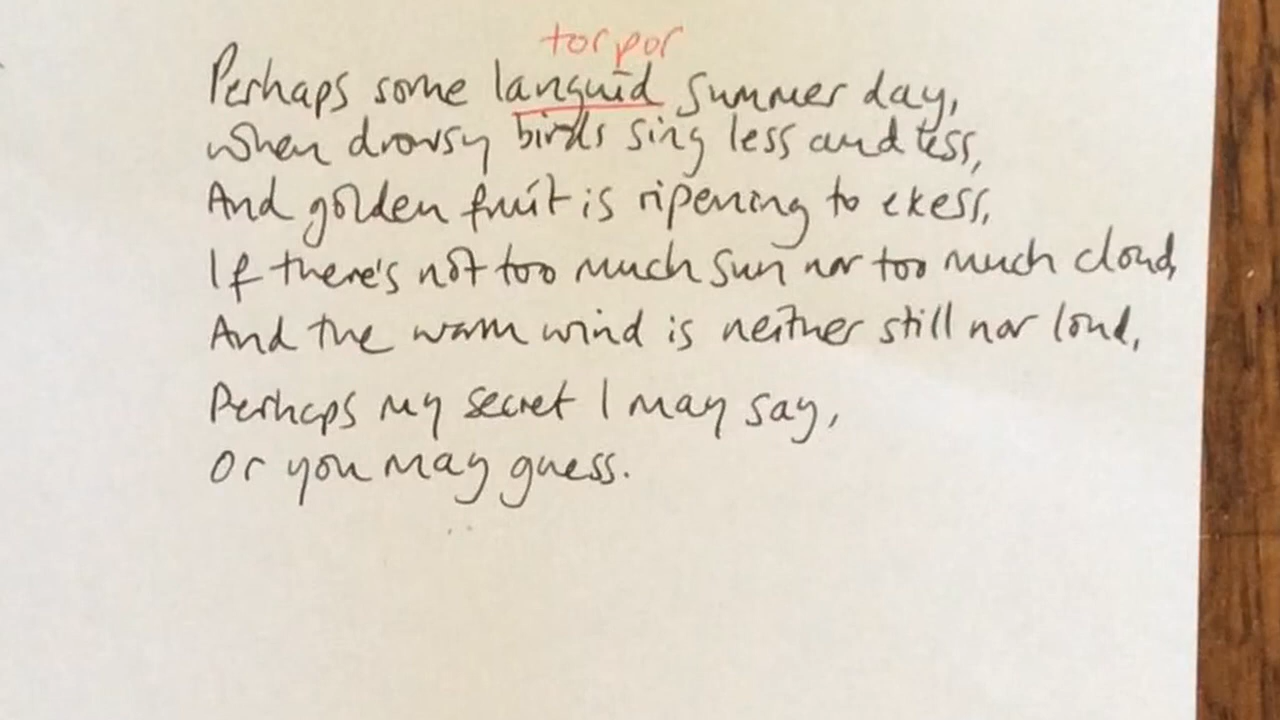 torpor
Perhaps some languid summer day,
when drowsy birds sing less and less,
And golden fruit is ripening to excess,
If there's not too much sun nor too much cloud,
And the warm wind is neither still nor loud,
Perhaps my secret I may say,
Or you may guess.